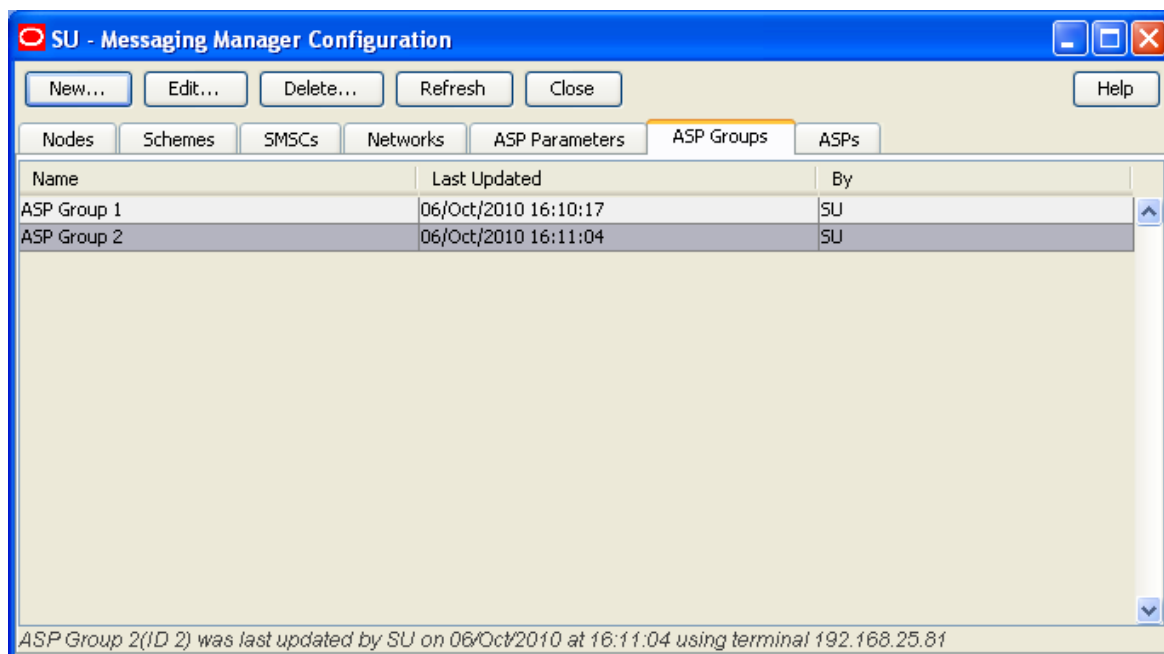 SU - Messaging Manager Configuration
New... Edit... Delete... Refresh Close Help
Nodes Schemes SMSCs Networks ASP Parameters ASP Groups ASPs
Name Last Updated By
ASP Group 1 06/Oct/2010 16:10:17 SU
ASP Group 2 06/Oct/2010 16:11:04 SU
ASP Group 2(ID 2) was last updated by SU on 06/Oct/2010 at 16:11:04 using terminal 192.168.25.81